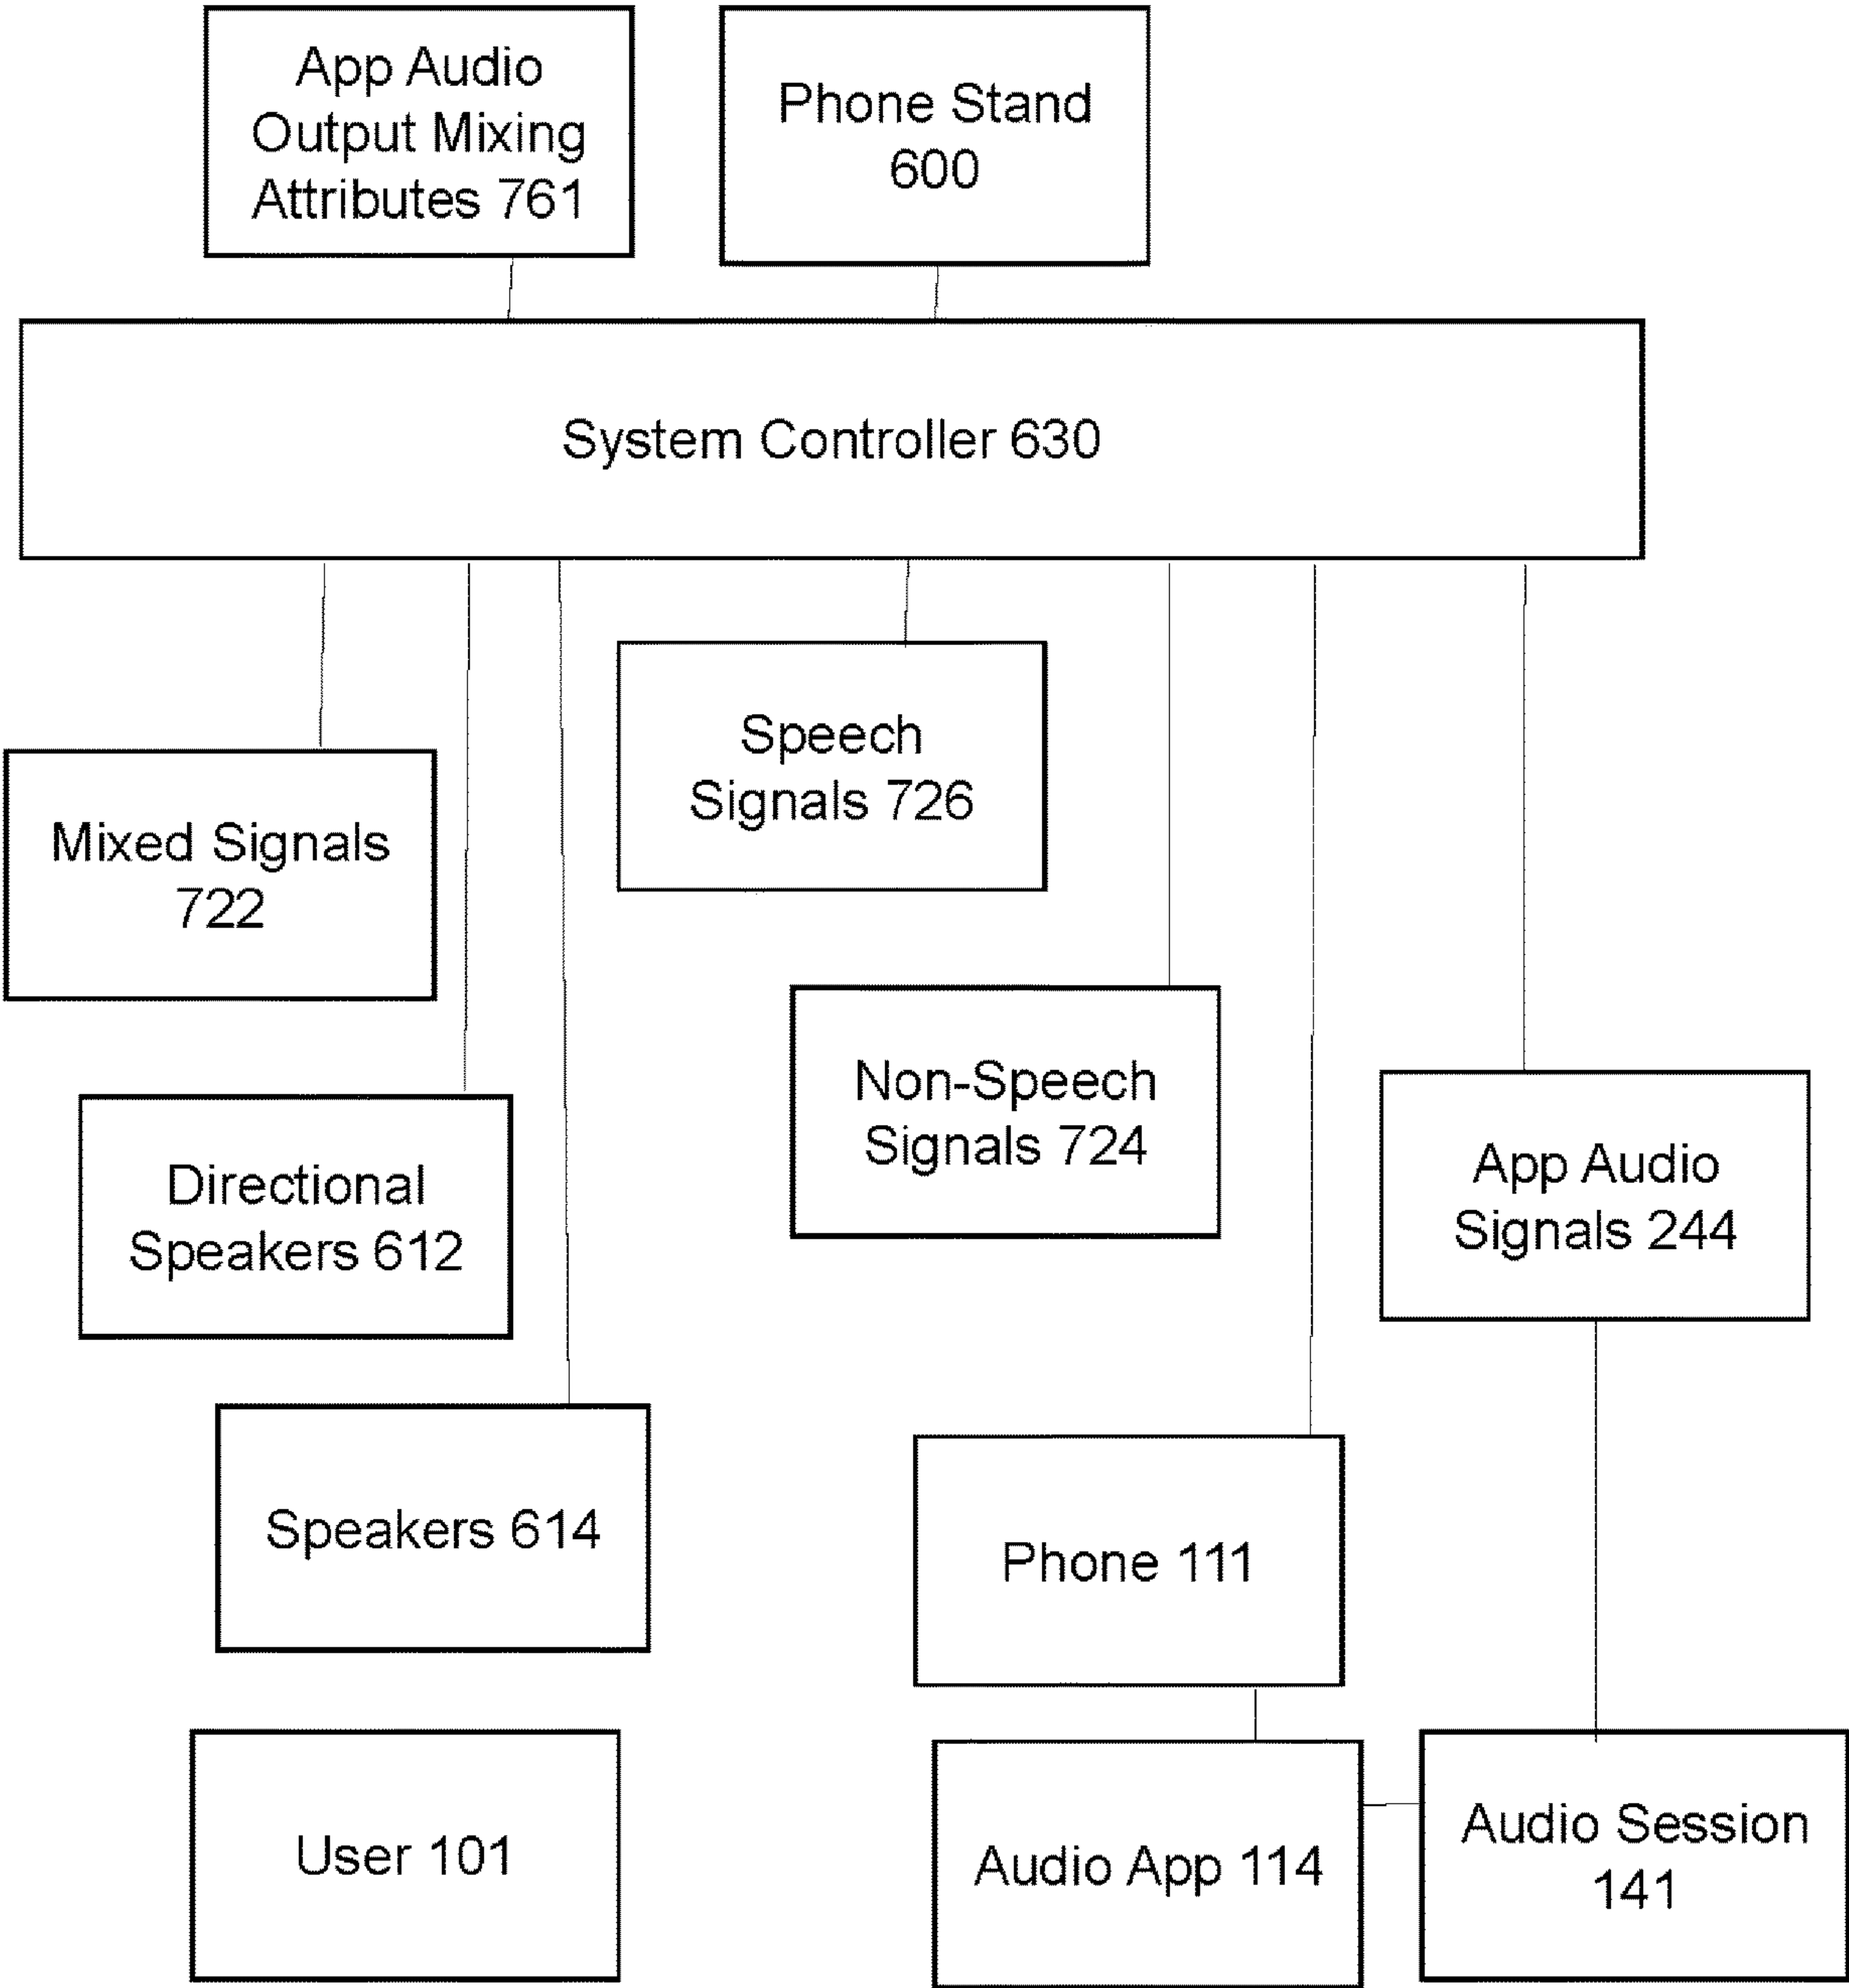 App Audio
Output Mixing
Attributes 761
Phone Stand
600
System Controller 630
Speech
Signals 726
Mixed Signals
722
Non-Speech
Signals 724
App Audio
Signals 244
Directional
Speakers 612
Speakers 614
Phone 111
User 101
Audio App 114
Audio Session
141